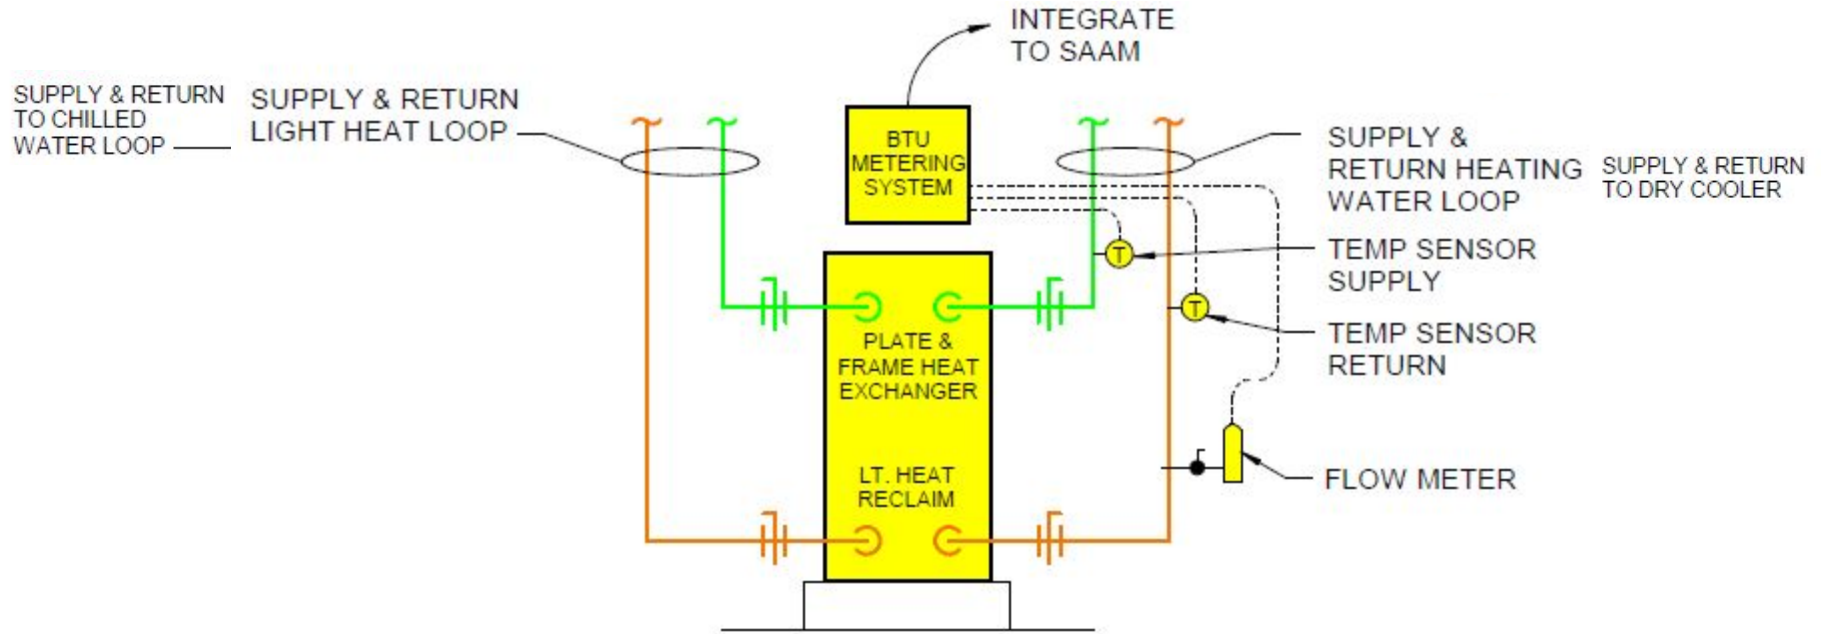 INTEGRATE
TO SAAM
SUPPLY & RETURN
TO CHILLED
WATER LOOP
SUPPLY & RETURN
LIGHT HEAT LOOP
BTU
METERING
SYSTEM
SUPPLY &
RETURN HEATING
WATER LOOP
SUPPLY & RETURN
TO DRY COOLER
T
TEMP SENSOR
SUPPLY
T
TEMP SENSOR
RETURN
PLATE &
FRAME HEAT
EXCHANGER
LT. HEAT
RECLAIM
FLOW METER